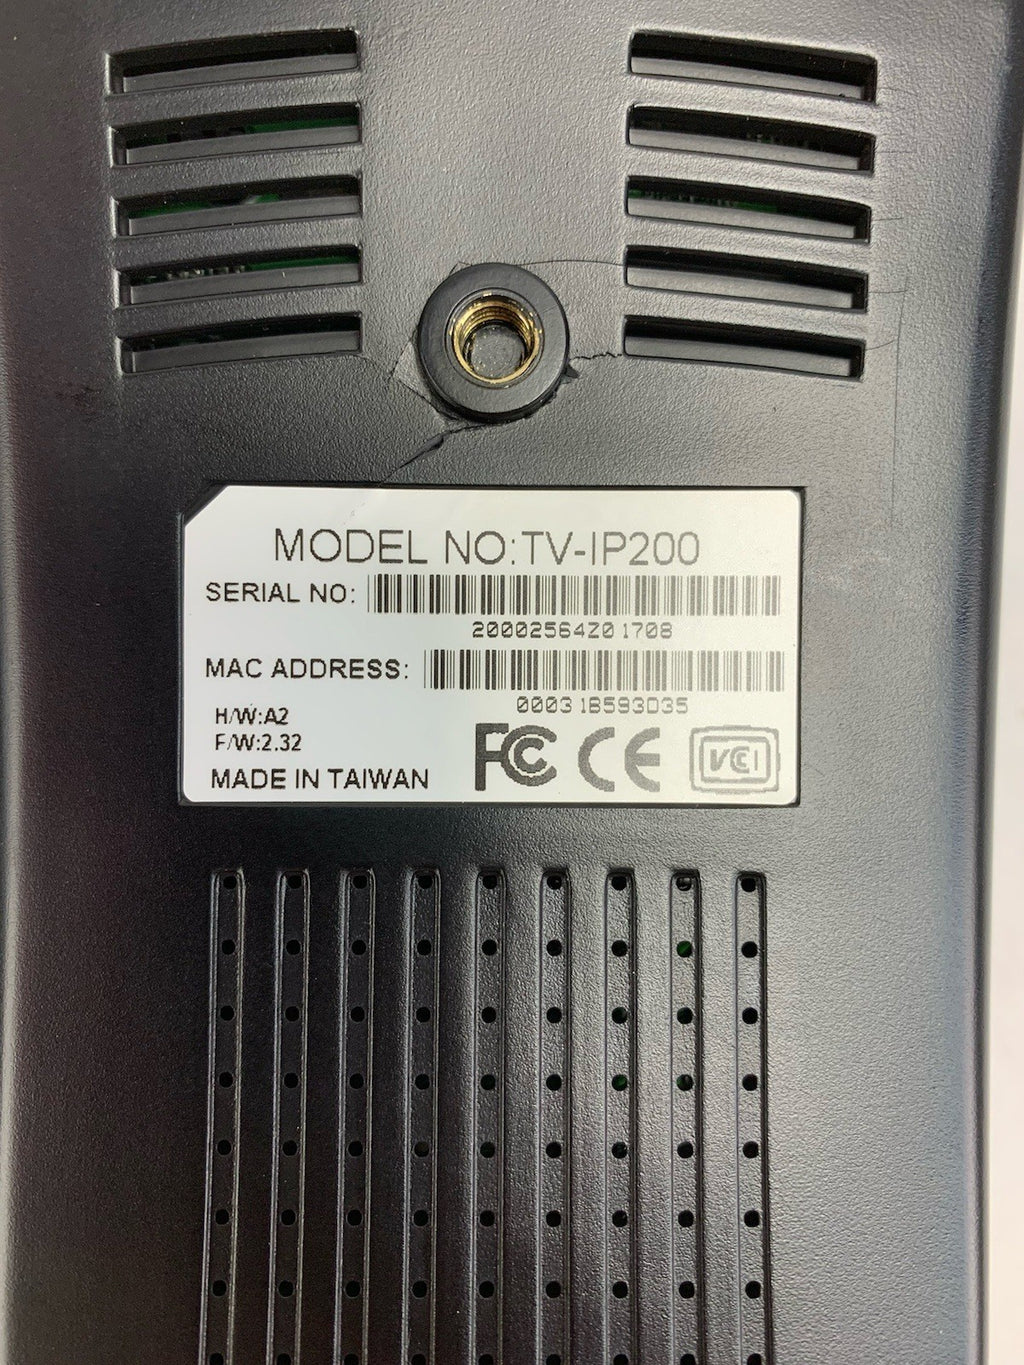 MODEL NO:TV-IP200
SERIAL NO:
20002564Z01708
MAC ADDRESS:
00031B593D35
H/W:A2
F/W:2.32
MADE IN TAIWAN
FC CE VCI